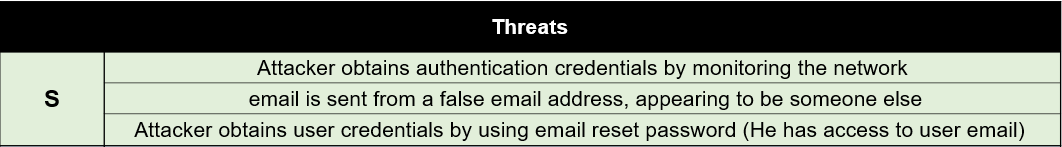 Threats
S
Attacker obtains authentication credentials by monitoring the network
email is sent from a false email address, appearing to be someone else
Attacker obtains user credentials by using email reset password (He has access to user email)